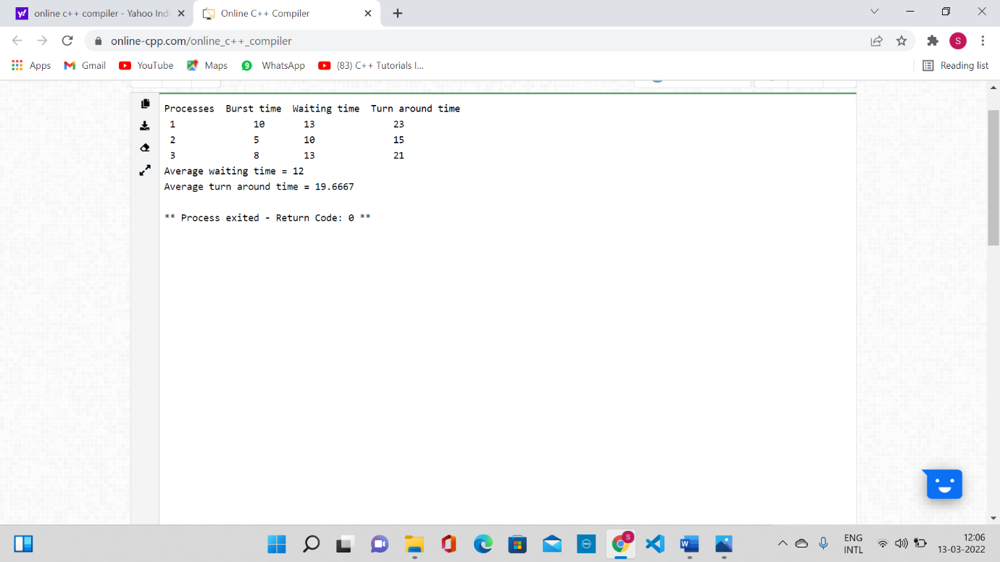 online c++ compiler - Yahoo Indi
Online C++ Compiler
online-cpp.com/online_c++_compiler
S
Apps
Gmail
YouTube
Maps
9
WhatsApp
(83) C++ Tutorials I...
Reading list
Processes  Burst time  Waiting time  Turn around time
1  10  13  23
2  5  10  15
3  8  13  21
Average waiting time = 12
Average turn around time = 19.6667
** Process exited - Return Code: 0 **
S
ENG
INTL
12:06
13-03-2022